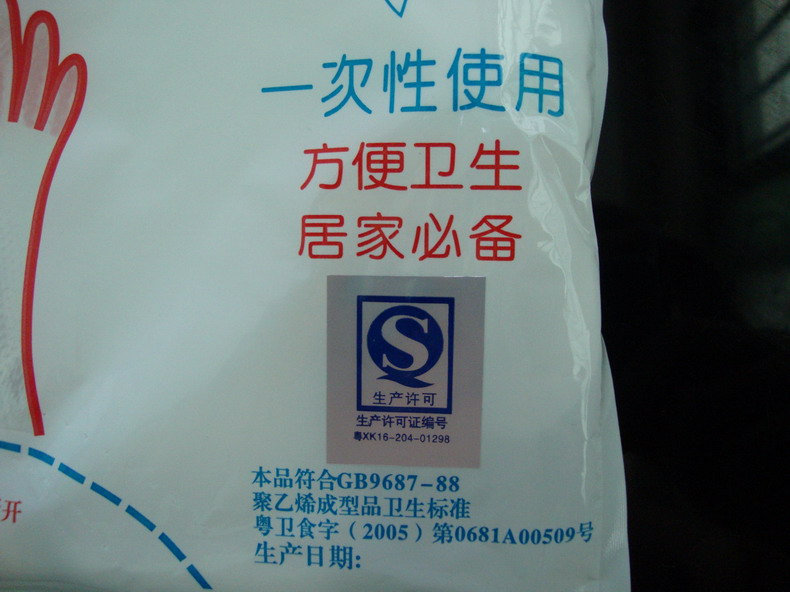 一次性使用
方便卫生
居家必备
QS
生产许可
生产许可证编号
粤XK16-204-01298
本品符合GB9687-88
聚乙烯成型品卫生标准
开
粤卫食字（2005）第0681A00509号
生产日期: